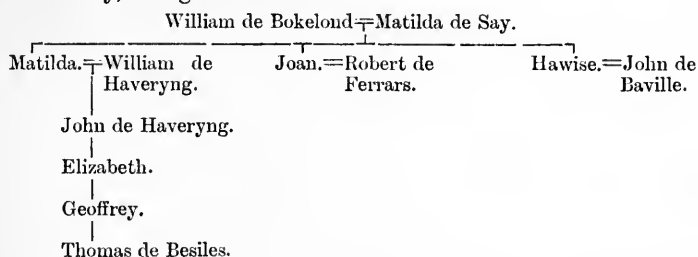 William de Bokeloud=Matilda de Say.
Matilda.=William de Haveryng.
Joan.=Robert de Ferrars.
Hawise.=John de Baville.
John de Haveryng.
Elizabeth.
Geoffrey.
Thomas de Besiles.